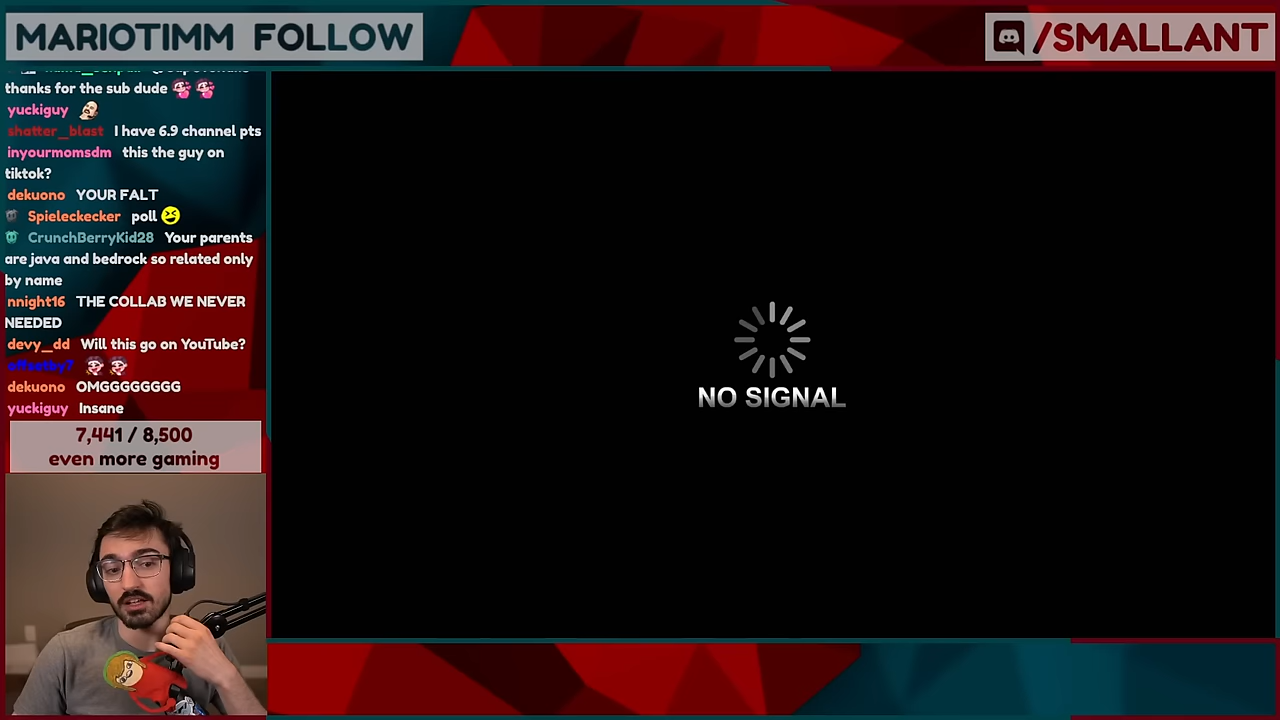 MARIOTIMM FOLLOW
/SMALLANT
thanks for the sub dude
yuckiguy
shatter_blast I have 6.9 channel pts
inyourmomsdm this the guy on
tiktok?
dekuono YOUR FALT
Spieleckecker poll
CrunchBerryKid28 Your parents
are java and bedrock so related only
by name
nnight16 THE COLLAB WE NEVER
NEEDED
devy_dd Will this go on YouTube?
offsetby7
dekuono OMGGGGGGGG
yuckiguy Insane
7,441 / 8,500
even more gaming
NO SIGNAL